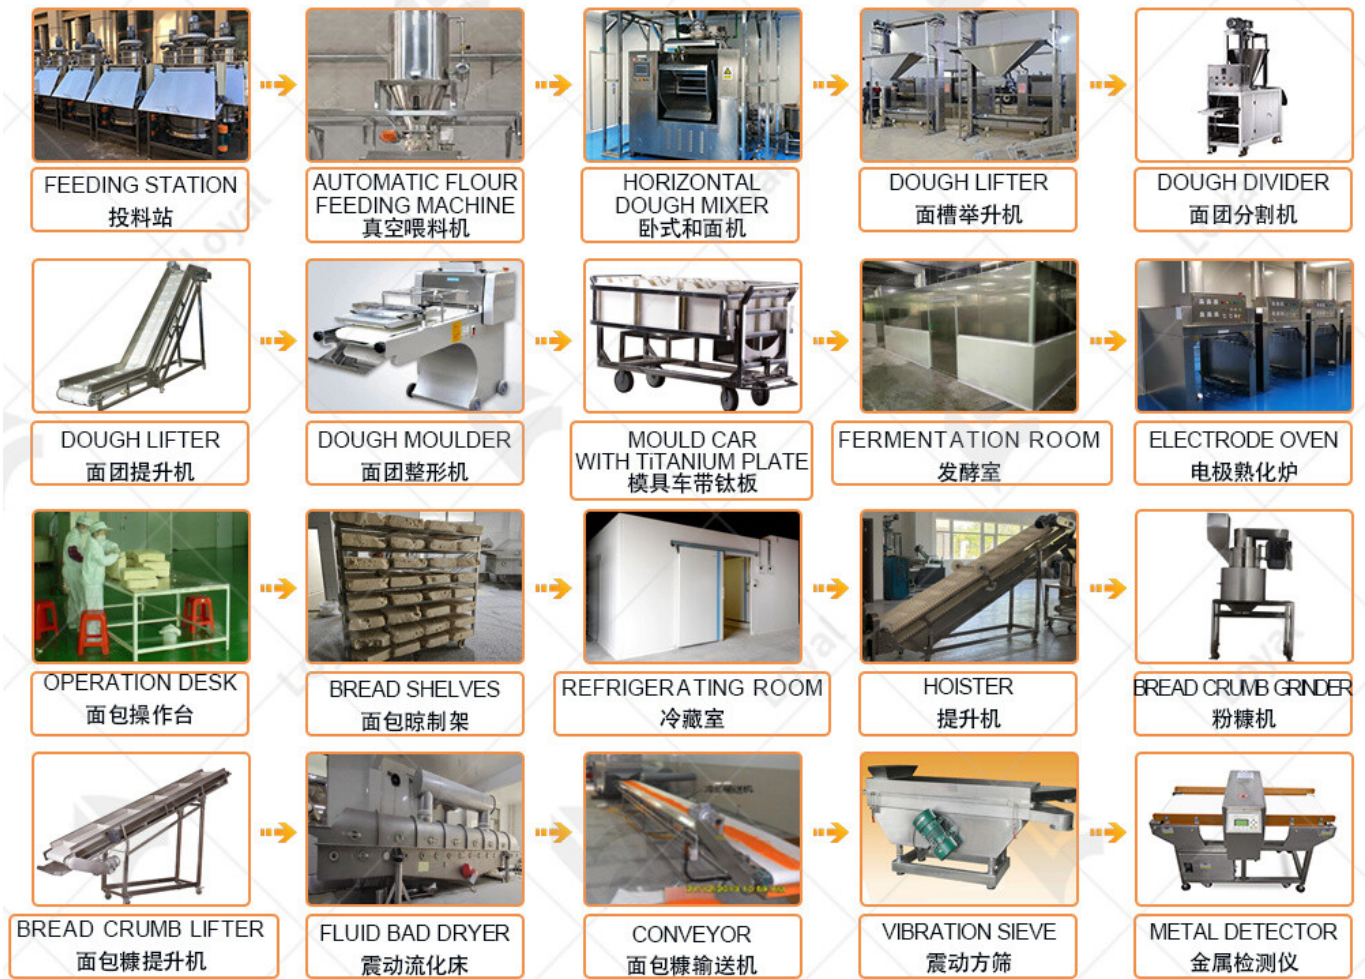 FEEDING STATION
投料站
AUTOMATIC FLOUR
FEEDING MACHINE
真空喂料机
HORIZONTAL
DOUGH MIXER
卧式和面机
DOUGH LIFTER
面槽举升机
DOUGH DIVIDER
面团分割机
DOUGH LIFTER
面团提升机
DOUGH MOULDER
面团整形机
MOULD CAR
WITH TiTANIUM PLATE
模具车带钛板
FERMENTATION ROOM
发酵室
ELECTRODE OVEN
电极熟化炉
OPERATION DESK
面包操作台
BREAD SHELVES
面包晾制架
REFRIGERATING ROOM
冷藏室
HOISTER
提升机
BREAD CRUMB GRINDER
粉糠机
BREAD CRUMB LIFTER
面包糠提升机
FLUID BAD DRYER
震动流化床
CONVEYOR
面包糠输送机
VIBRATION SIEVE
震动方筛
METAL DETECTOR
金属检测仪
Loyal
Loyal
Loyal
Loyal
Loyal